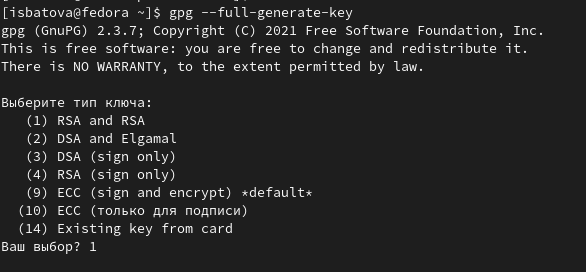 [isbatova@fedora ~]$ gpg --full-generate-key
gpg (GnuPG) 2.3.7; Copyright (C) 2021 Free Software Foundation, Inc.
This is free software: you are free to change and redistribute it.
There is NO WARRANTY, to the extent permitted by law.
Выберите тип ключа:
(1) RSA and RSA
(2) DSA and Elgamal
(3) DSA (sign only)
(4) RSA (sign only)
(9) ECC (sign and encrypt) *default*
(10) ECC (только для подписи)
(14) Existing key from card
Ваш выбор? 1